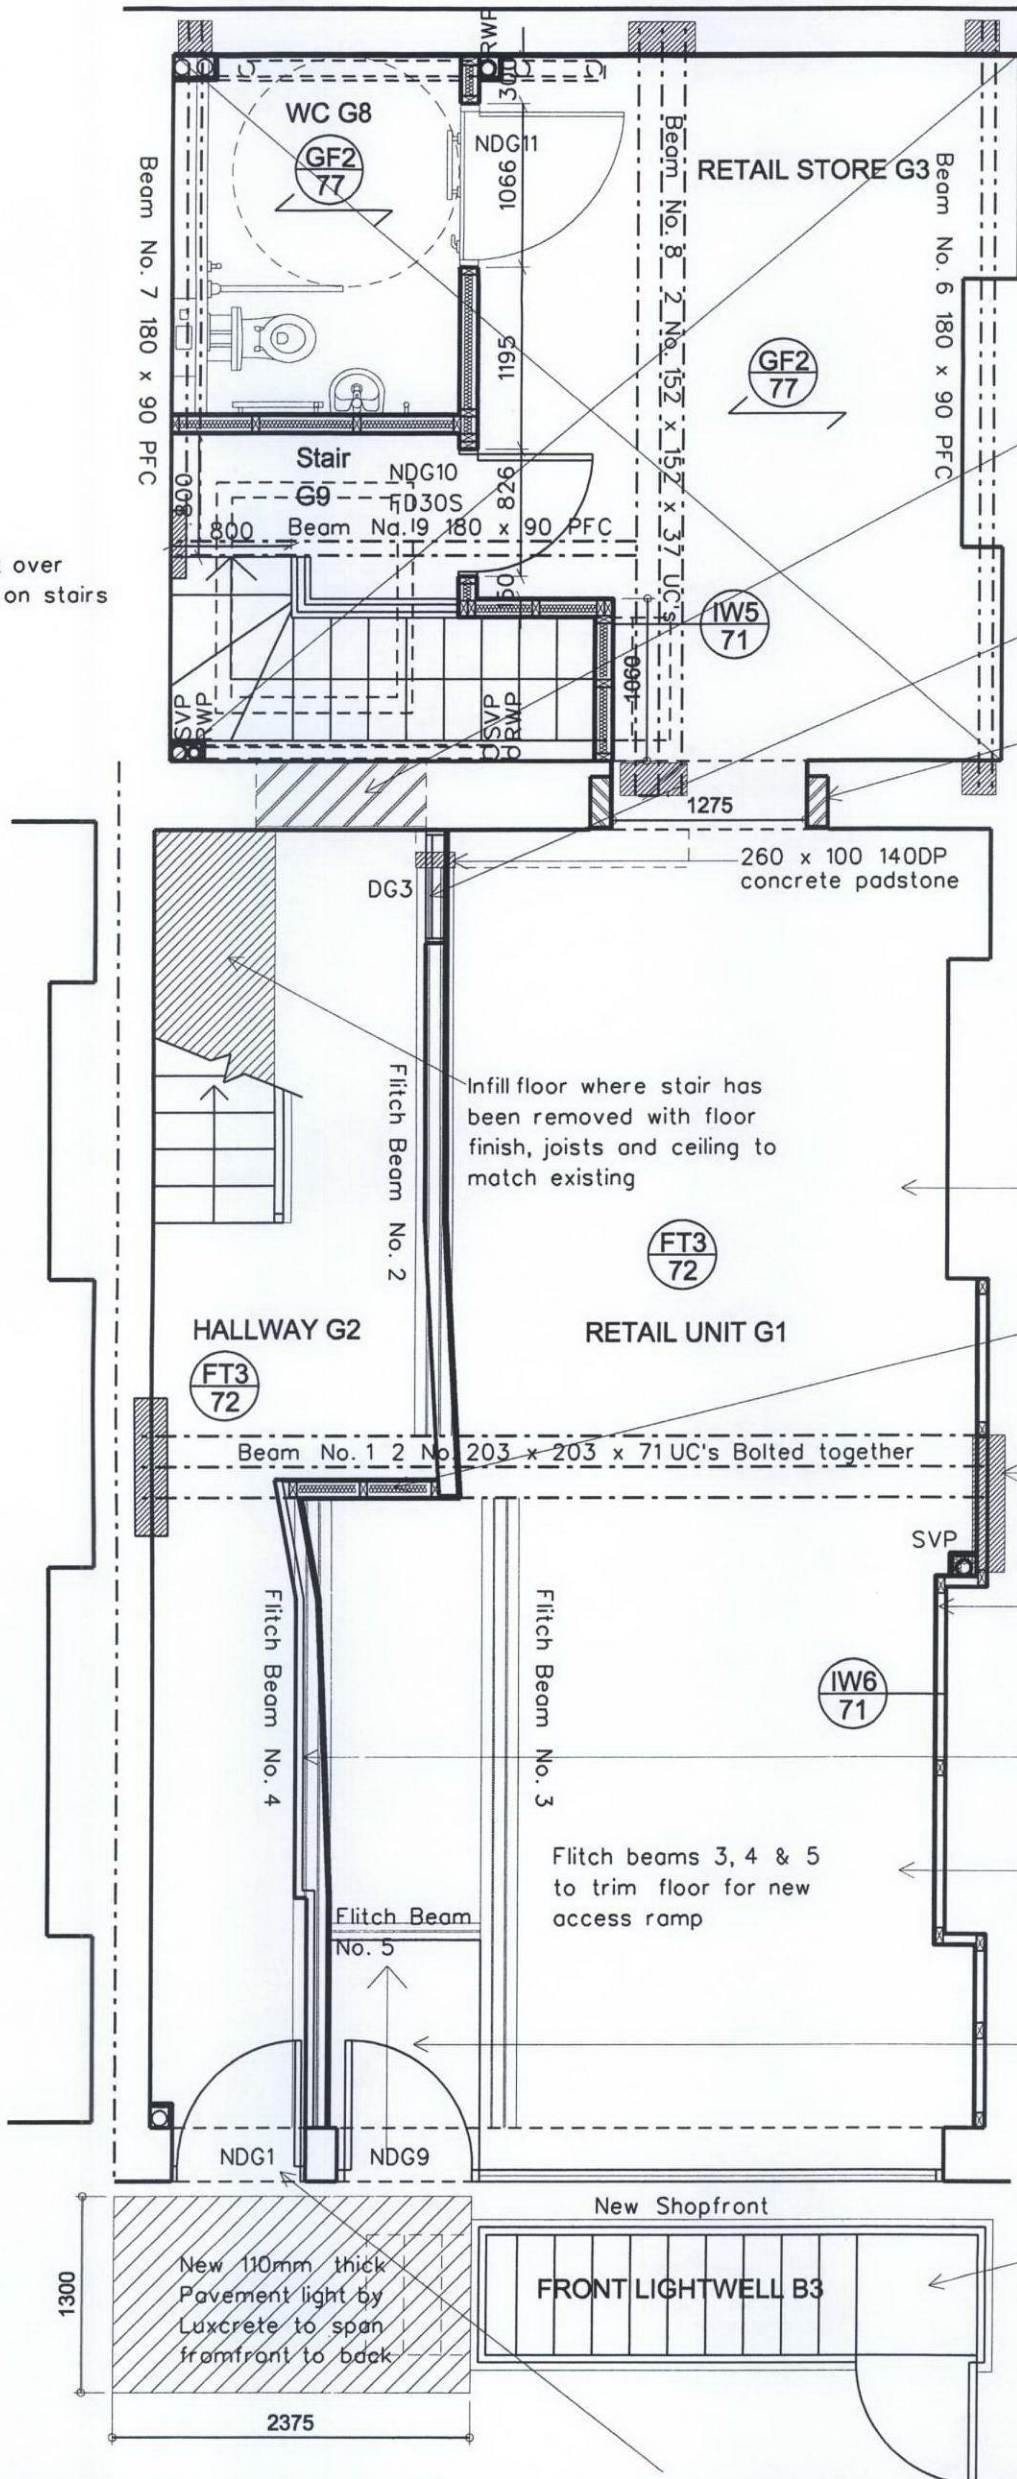 RWP
WC G8
GF2
77
300
NDG11
1066
Beam No. 8 2 No. 152 x 152 x 37 UC's
RETAIL STORE G3
Beam No. 7 180 x 90 PFC
Beam No. 6 180 x 90 PFC
1195
GF2
77
Stair
G9
NDG10
FD30S
826
800
800
Beam No. 9 180 x 90 PFC
over
on stairs
150
IW5
71
1060
SVP
RWP
SVP
RWP
1275
260 x 100 140DP
concrete padstone
DG3
Infill floor where stair has
been removed with floor
finish, joists and ceiling to
match existing
Flitch Beam No. 2
FT3
72
HALLWAY G2
RETAIL UNIT G1
FT3
72
Beam No. 1 2 No. 203 x 203 x 71 UC's Bolted together
SVP
Flitch Beam No. 4
Flitch Beam No. 3
IW6
71
Flitch beams 3, 4 & 5
to trim floor for new
access ramp
Flitch Beam
No. 5
NDG1
NDG9
New Shopfront
1300
New 110mm thick
Pavement light by
Luxcrete to span
fromfront to back
FRONT LIGHTWELL B3
2375